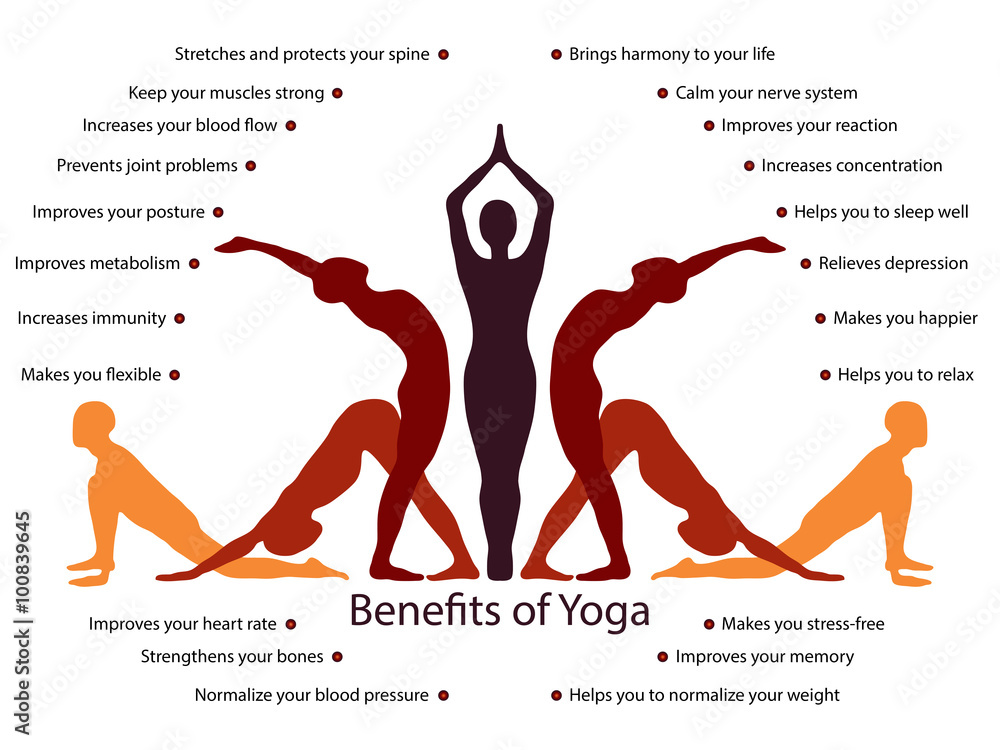 Stretches and protects your spine
Brings harmony to your life
Keep your muscles strong
Calm your nerve system
Increases your blood flow
Improves your reaction
Prevents joint problems
Increases concentration
Improves your posture
Helps you to sleep well
Improves metabolism
Relieves depression
Increases immunity
Makes you happier
Makes you flexible
Helps you to relax
Benefits of Yoga
Improves your heart rate
Makes you stress-free
Strengthens your bones
Improves your memory
Normalize your blood pressure
Helps you to normalize your weight
Adobe Stock | #100839645
Adobe Stock